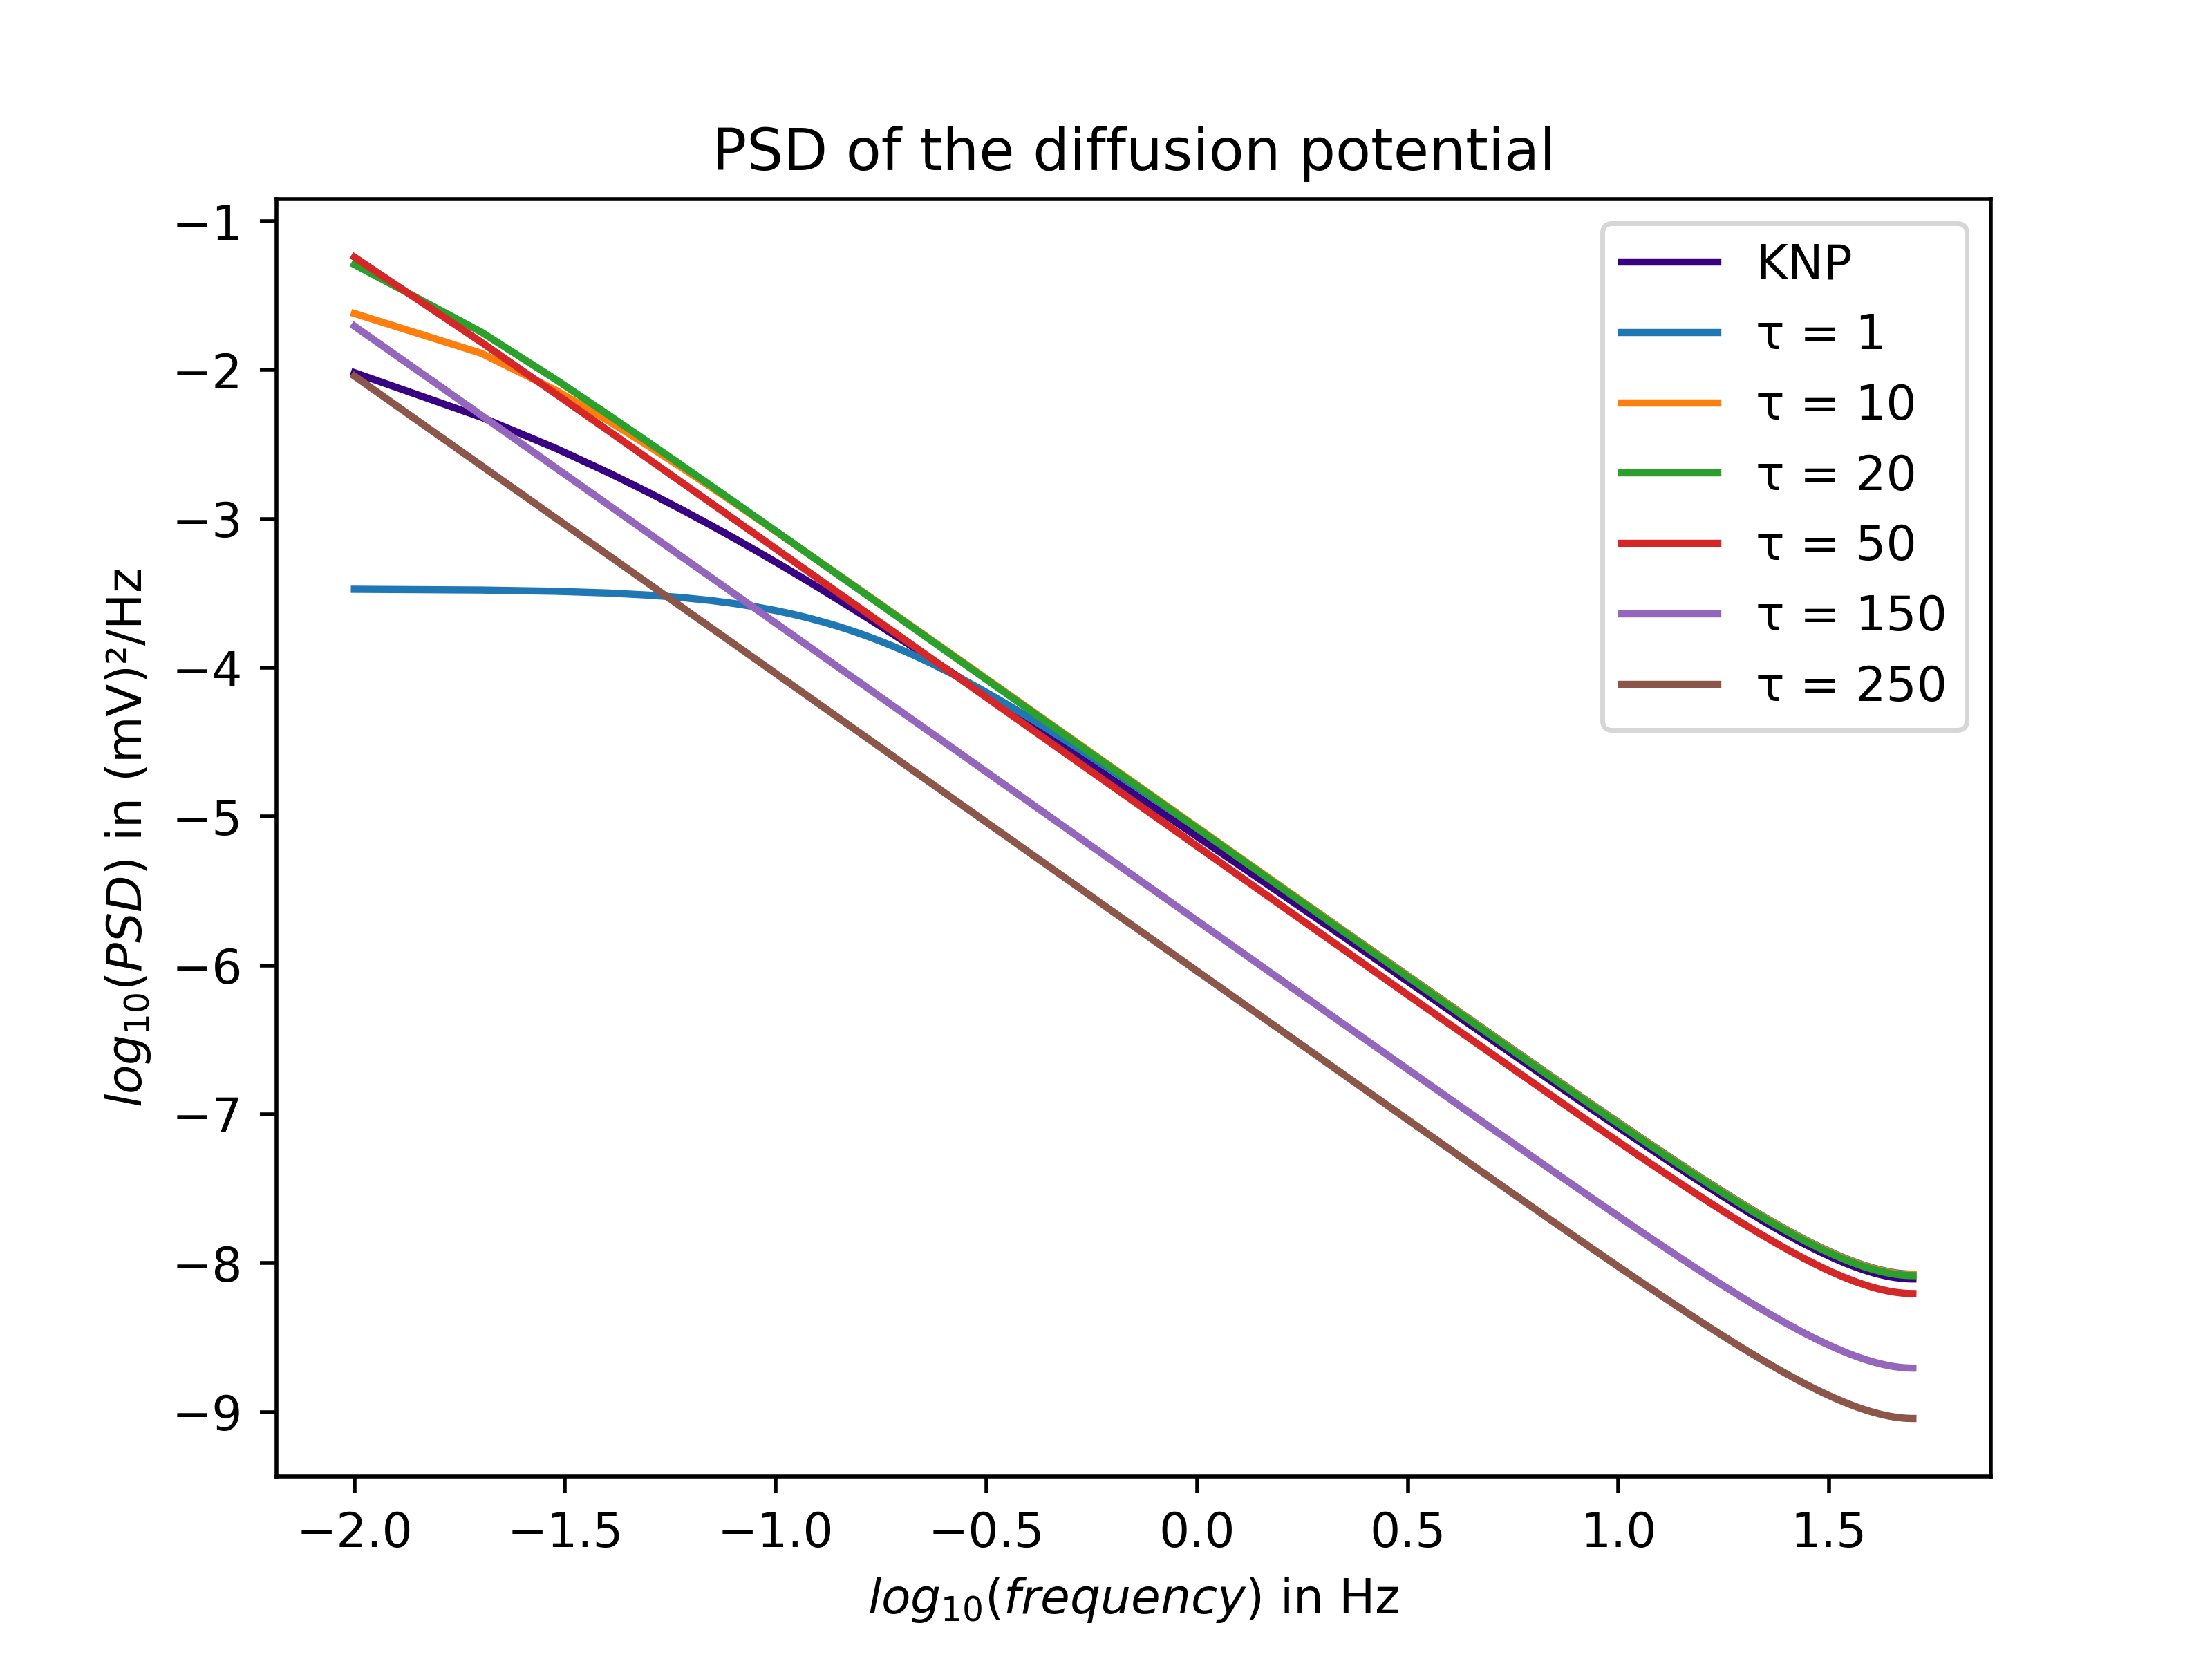 PSD of the diffusion potential
−1
−2
−3
−4
−5
−6
−7
−8
−9
log₁₀(PSD) in (mV)²/Hz
KNP
τ = 1
τ = 10
τ = 20
τ = 50
τ = 150
τ = 250
−2.0 −1.5 −1.0 −0.5 0.0 0.5 1.0 1.5
log₁₀(frequency) in Hz